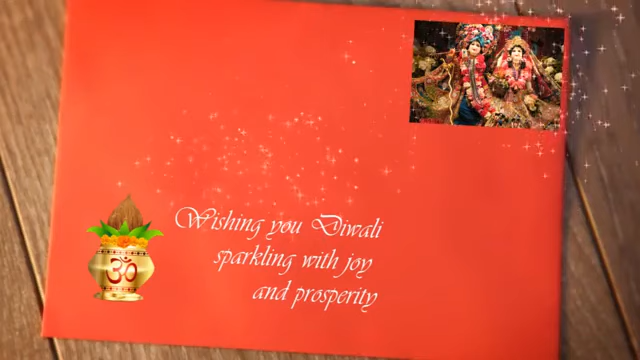 Wishing you Diwali
sparkling with joy
and prosperity
ॐ